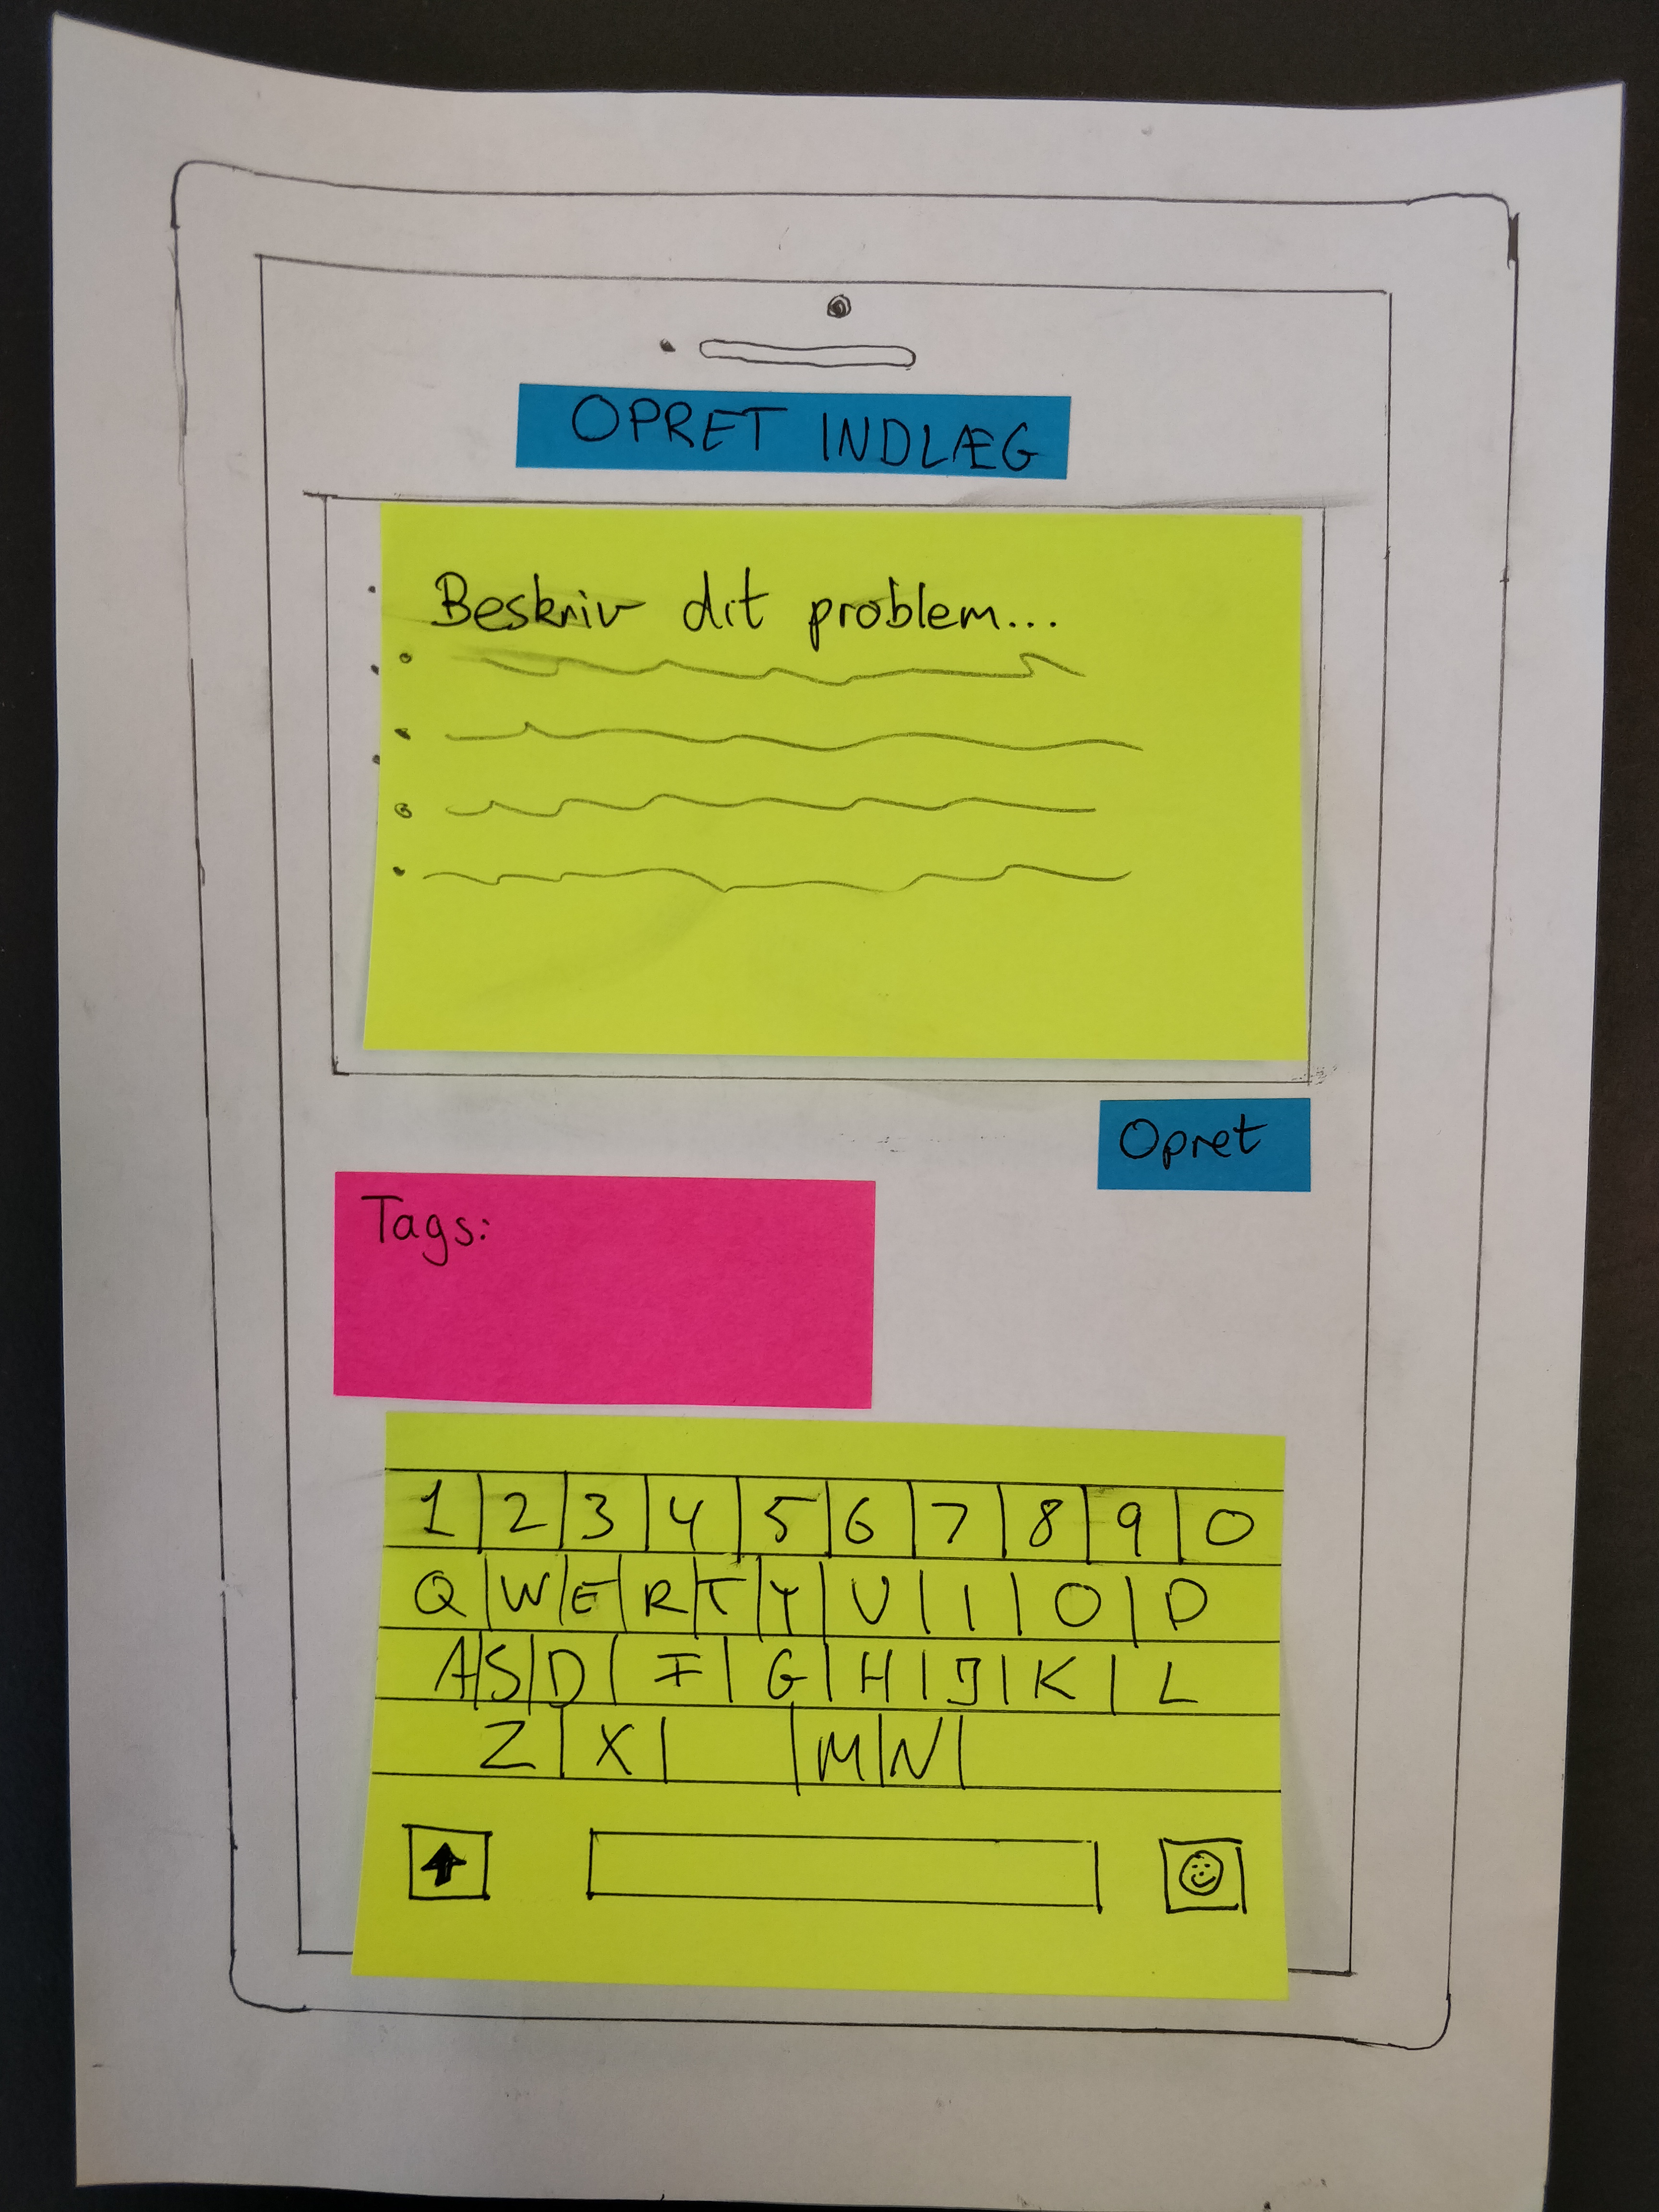 OPRET INDLÆG
Beskriv dit problem...
Opret
Tags:
1 2 3 4 5 6 7 8 9 0
Q W E R T Y U I O P
A S D F G H J K L
Z X M N